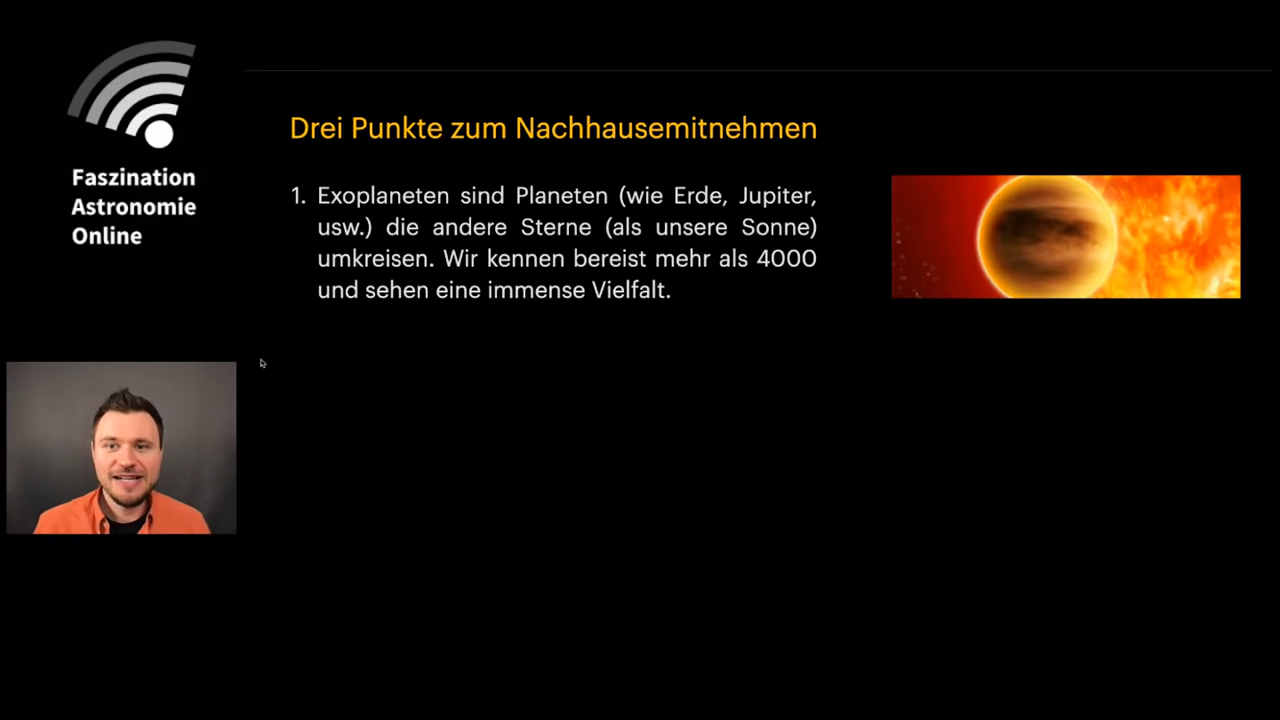 Faszination
Astronomie
Online
Drei Punkte zum Nachhausemitnehmen
1. Exoplaneten sind Planeten (wie Erde, Jupiter,
usw.) die andere Sterne (als unsere Sonne)
umkreisen. Wir kennen bereist mehr als 4000
und sehen eine immense Vielfalt.